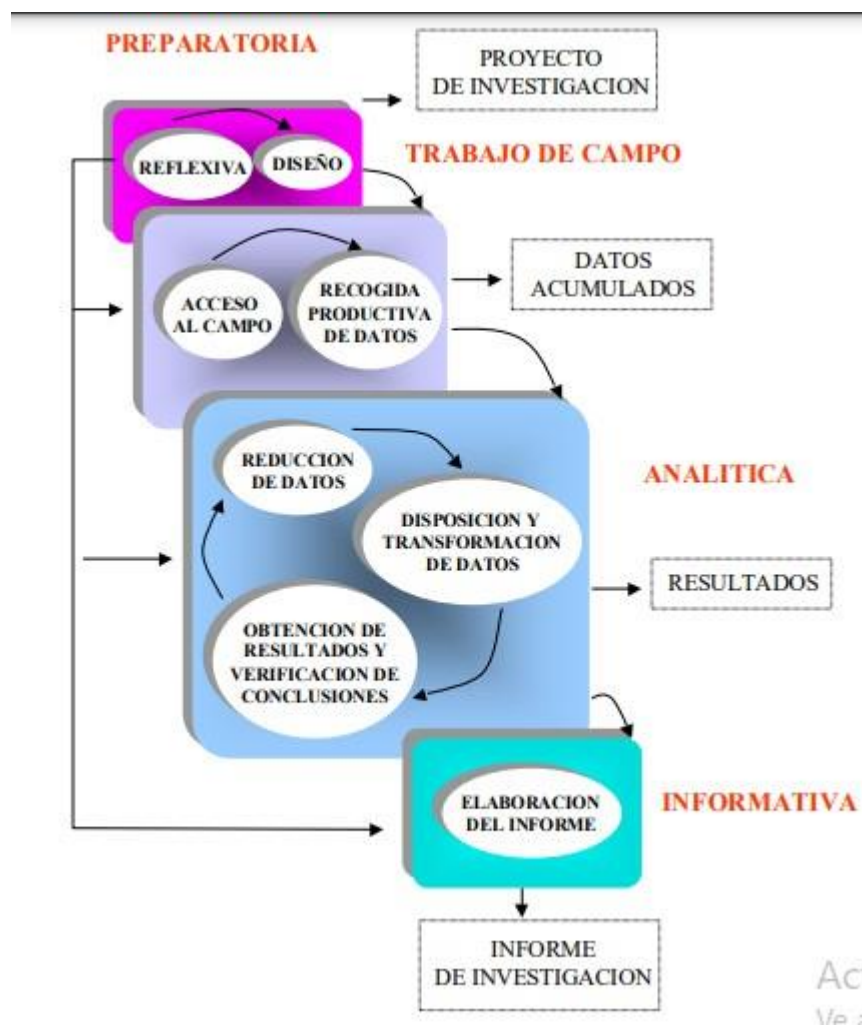 PREPARATORIA
PROYECTO
DE INVESTIGACION
REFLEXIVA
DISEÑO
TRABAJO DE CAMPO
ACCESO
AL CAMPO
RECOGIDA
PRODUCTIVA
DE DATOS
DATOS
ACUMULADOS
REDUCCION
DE DATOS
ANALITICA
DISPOSICION Y
TRANSFORMACION
DE DATOS
RESULTADOS
OBTENCION DE
RESULTADOS Y
VERIFICACION DE
CONCLUSIONES
ELABORACION
DEL INFORME
INFORMATIVA
INFORME
DE INVESTIGACION
Ac